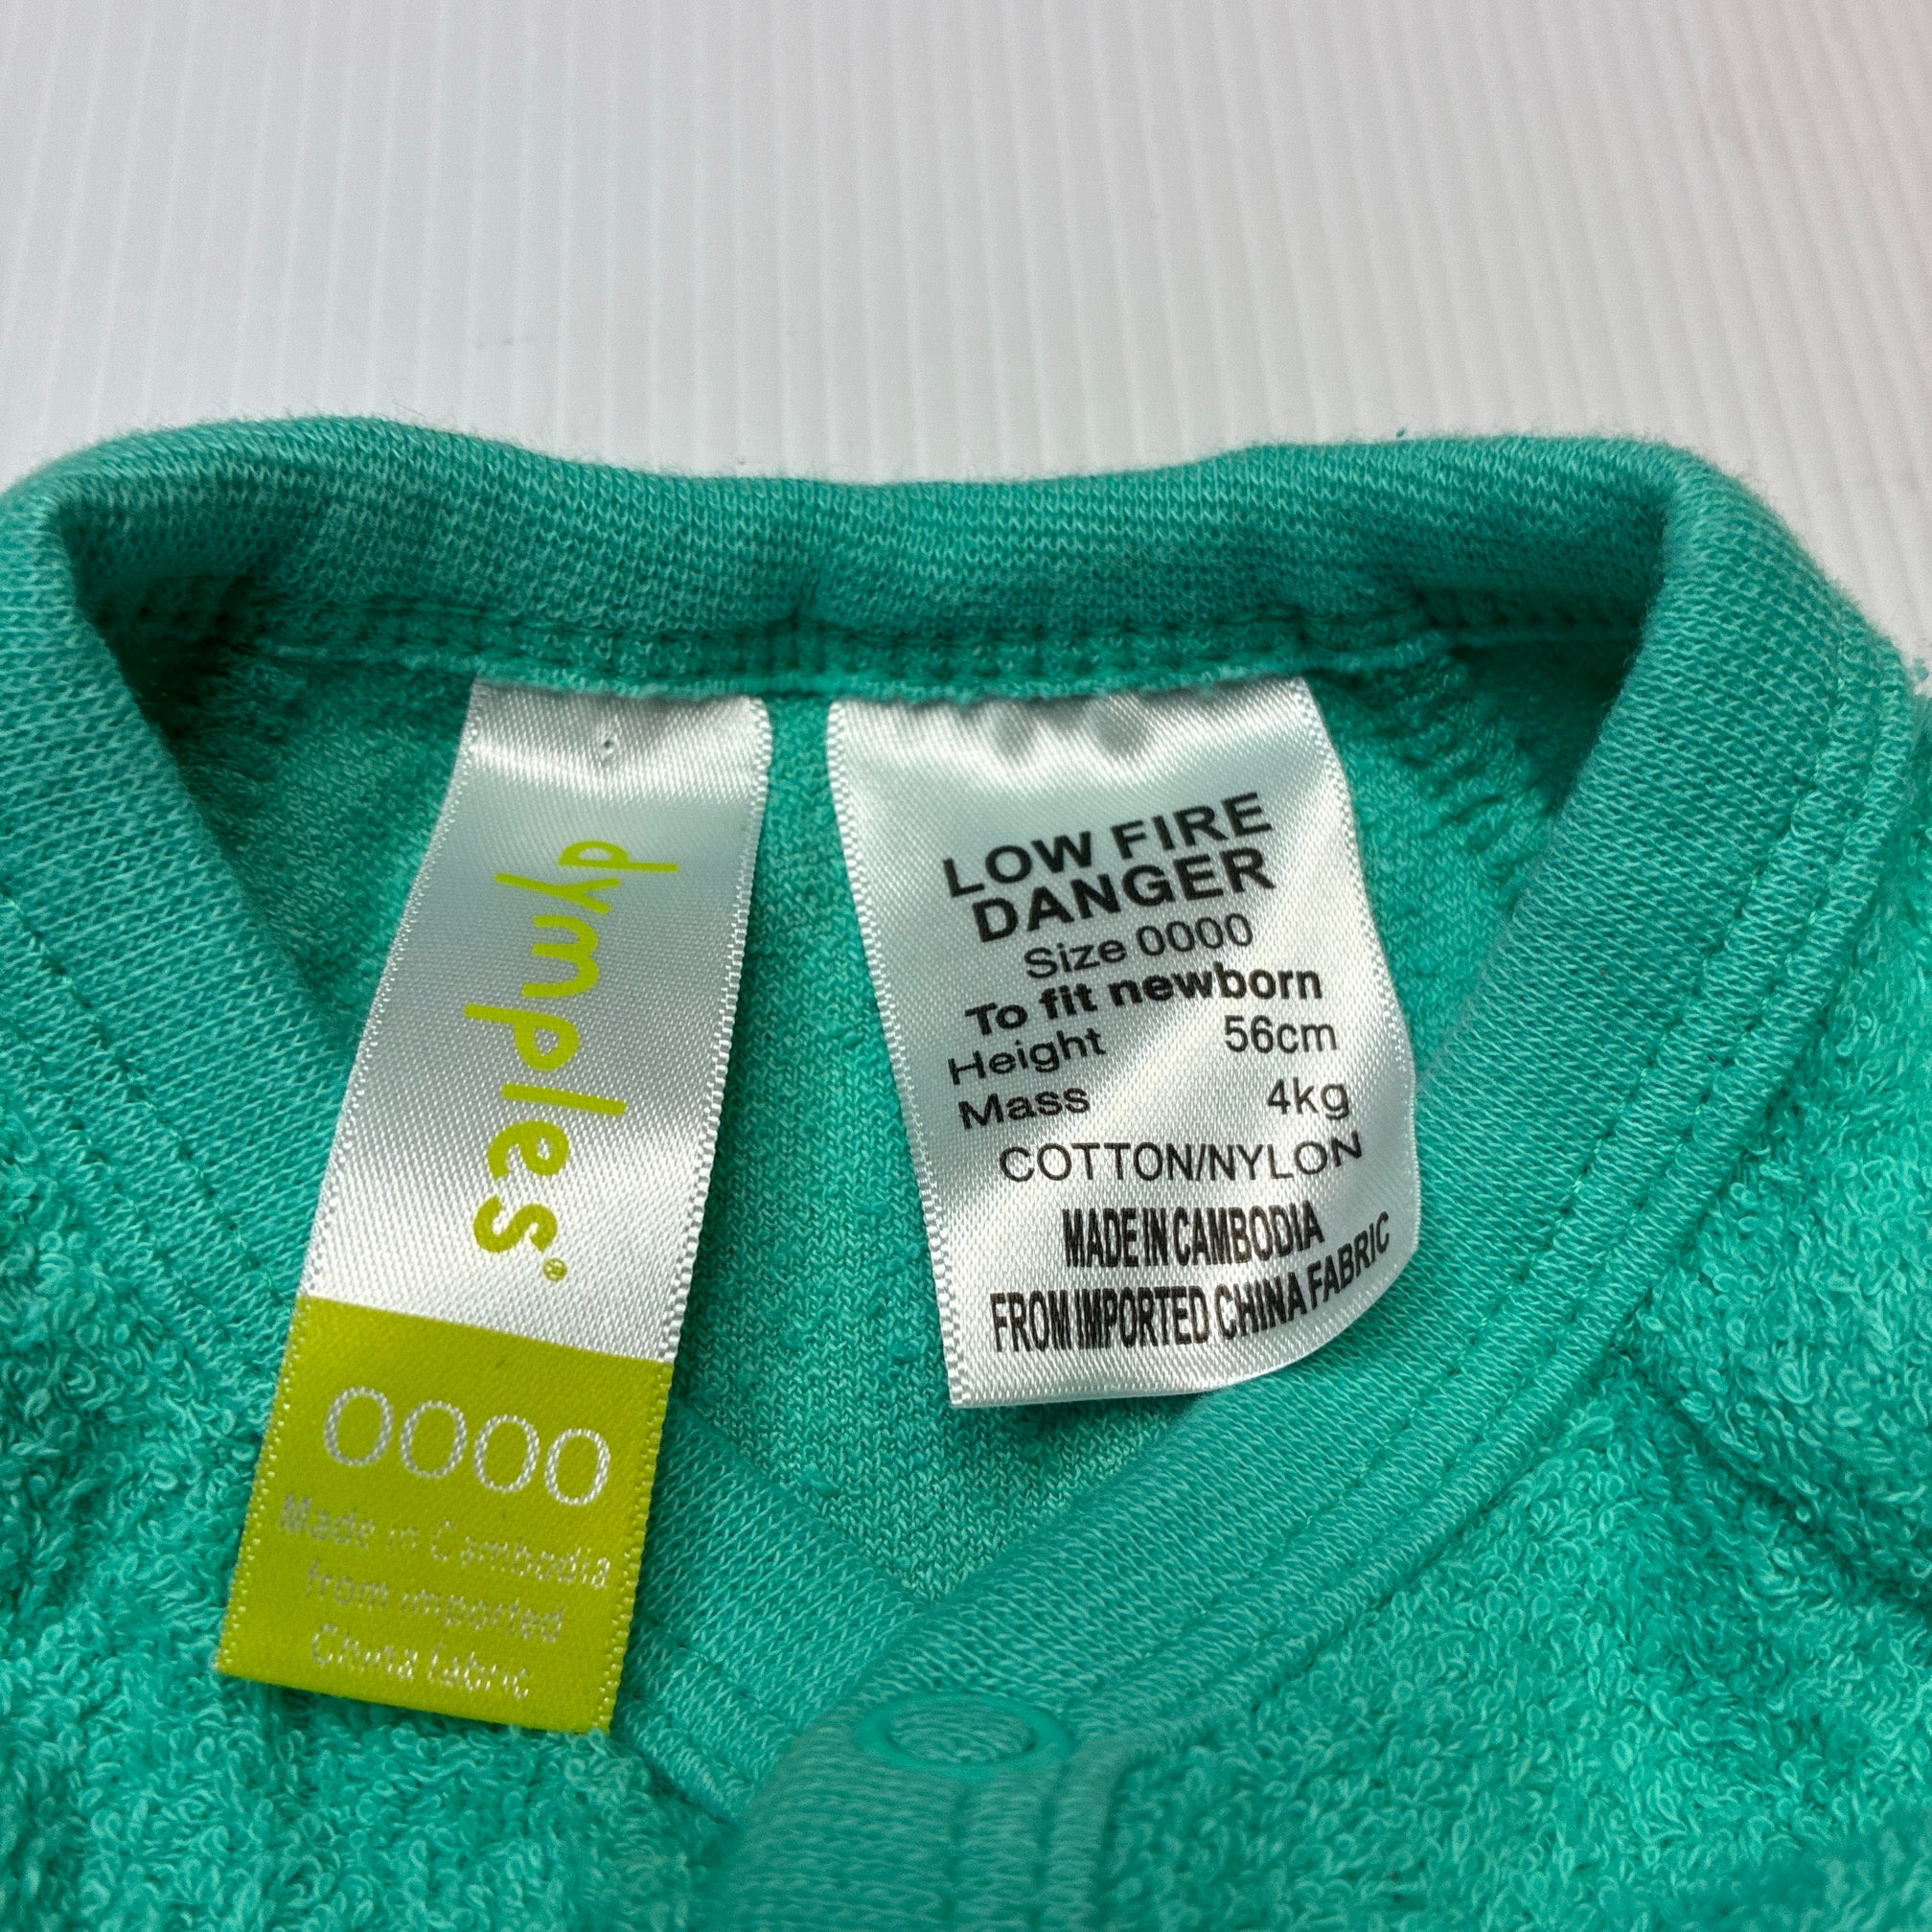 dymples®
0000
Made in Cambodia
from imported
China fabric
LOW FIRE
DANGER
Size 0000
To fit newborn
Height 56cm
Mass 4kg
COTTON/NYLON
MADE IN CAMBODIA
FROM IMPORTED CHINA FABRIC